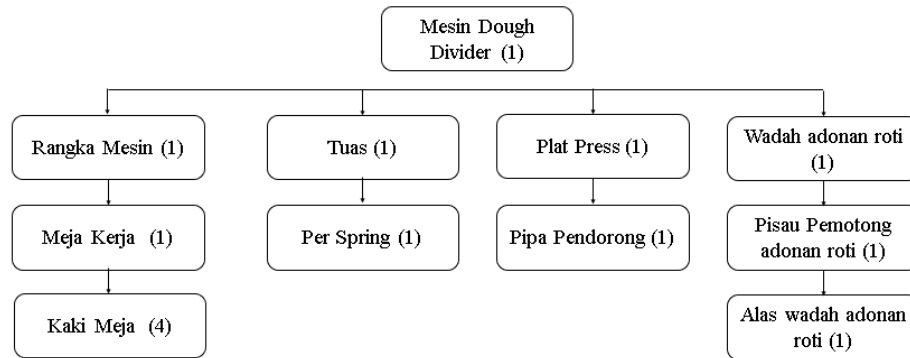 Mesin Dough
Divider (1)
Rangka Mesin (1)
Tuas (1)
Plat Press (1)
Wadah adonan roti
(1)
Meja Kerja (1)
Per Spring (1)
Pipa Pendorong (1)
Pisau Pemotong
adonan roti (1)
Kaki Meja (4)
Alas wadah adonan
roti (1)